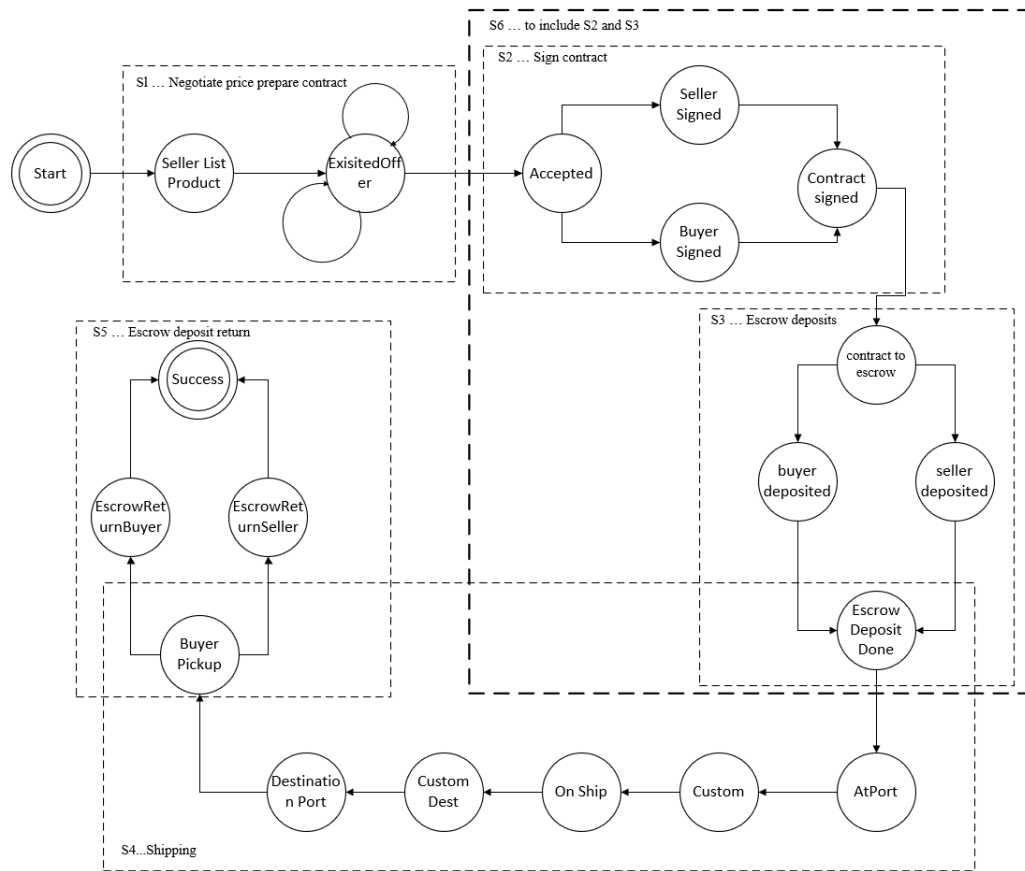 S6 … to include S2 and S3
S2 … Sign contract
S1 … Negotiate price prepare contract
Start
Seller List
Product
ExisitedOff
er
Accepted
Seller
Signed
Buyer
Signed
Contract
signed
S3 … Escrow deposits
contract to
escrow
buyer
deposited
seller
deposited
Escrow
Deposit
Done
S5 … Escrow deposit return
Success
EscrowRet
urnBuyer
EscrowRet
urnSeller
Buyer
Pickup
Destinatio
n Port
Custom
Dest
On Ship
Custom
AtPort
S4...Shipping